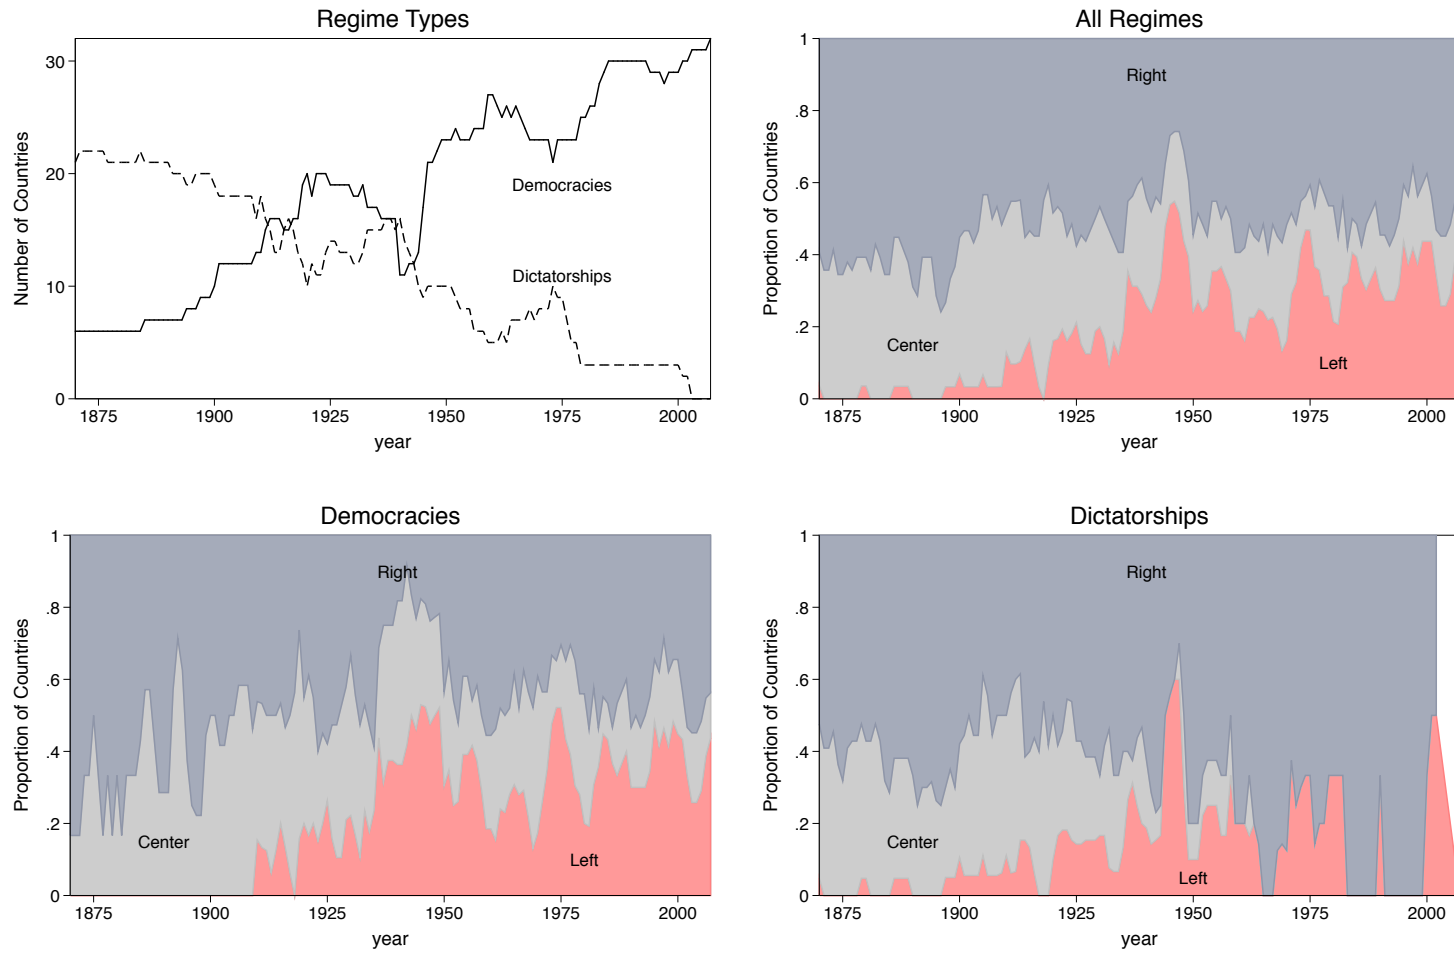 Regime Types
Number of Countries
30
20
10
0
Democracies
Dictatorships
1875 1900 1925 1950 1975 2000
year
All Regimes
Proportion of Countries
1
.8
.6
.4
.2
0
Right
Center
Left
1875 1900 1925 1950 1975 2000
year
Democracies
Proportion of Countries
1
.8
.6
.4
.2
0
Right
Center
Left
1875 1900 1925 1950 1975 2000
year
Dictatorships
Proportion of Countries
1
.8
.6
.4
.2
0
Right
Center
Left
1875 1900 1925 1950 1975 2000
year